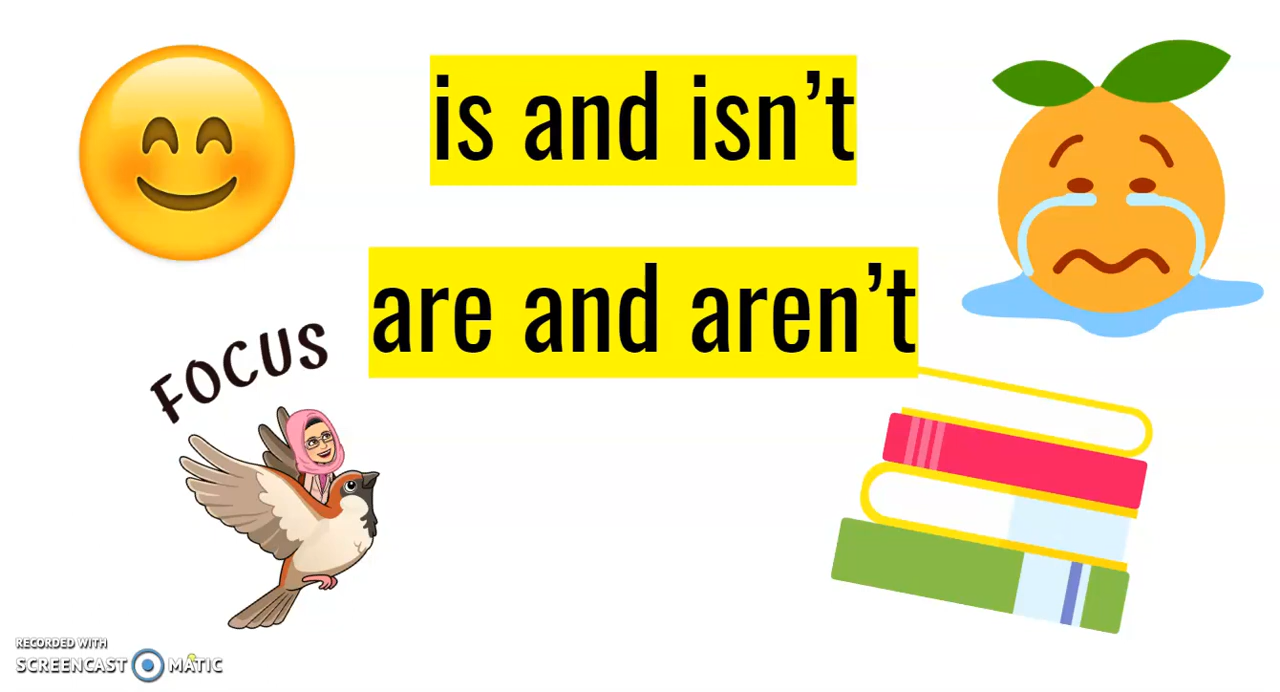 is and isn’t
are and aren’t
FOCUS
RECORDED WITH
SCREENCAST MATIC